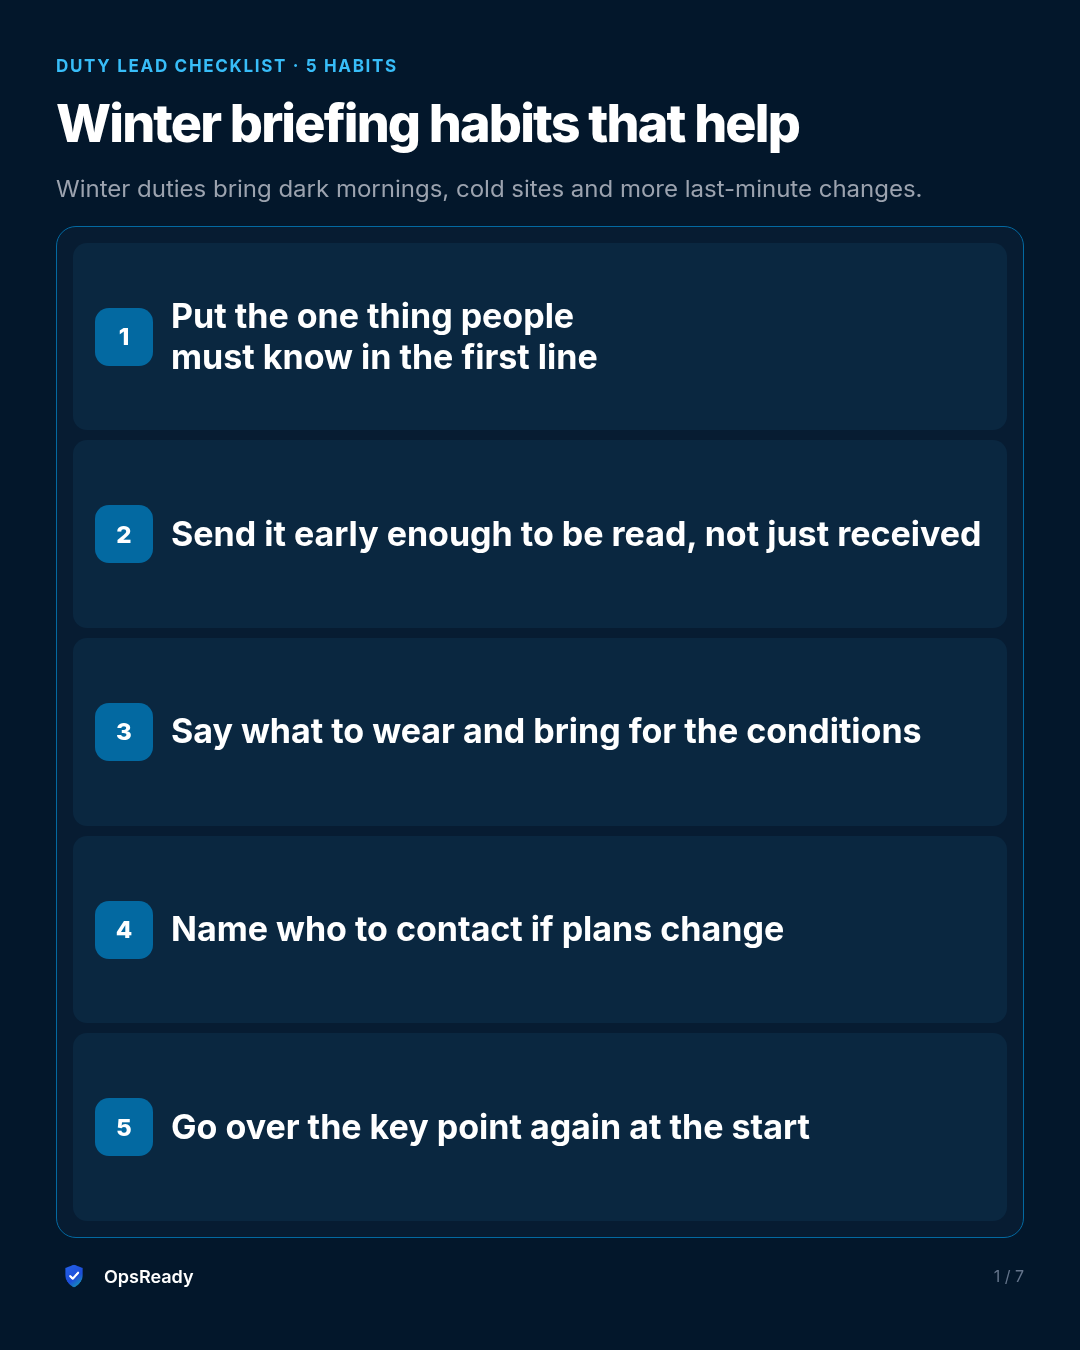 DUTY LEAD CHECKLIST · 5 HABITS
Winter briefing habits that help
Winter duties bring dark mornings, cold sites and more last-minute changes.
1
Put the one thing people
must know in the first line
2
Send it early enough to be read, not just received
3
Say what to wear and bring for the conditions
4
Name who to contact if plans change
5
Go over the key point again at the start
OpsReady
1 / 7